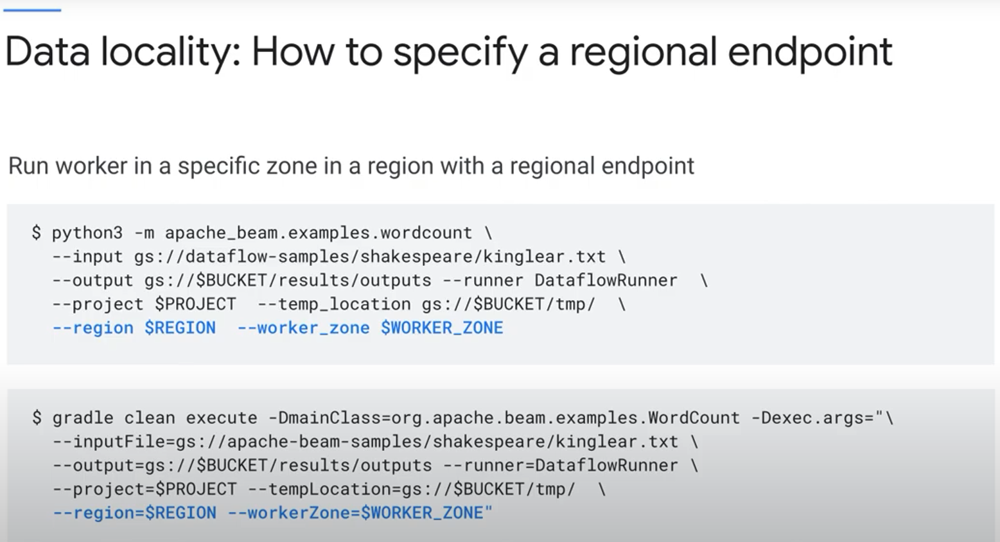 Data locality: How to specify a regional endpoint
Run worker in a specific zone in a region with a regional endpoint
$ python3 -m apache_beam.examples.wordcount \
--input gs://dataflow-samples/shakespeare/kinglear.txt \
--output gs://$BUCKET/results/outputs --runner DataflowRunner  \
--project $PROJECT  --temp_location gs://$BUCKET/tmp/  \
--region $REGION  --worker_zone $WORKER_ZONE
$ gradle clean execute -DmainClass=org.apache.beam.examples.WordCount -Dexec.args="\
--inputFile=gs://apache-beam-samples/shakespeare/kinglear.txt \
--output=gs://$BUCKET/results/outputs --runner=DataflowRunner \
--project=$PROJECT --tempLocation=gs://$BUCKET/tmp/  \
--region=$REGION --workerZone=$WORKER_ZONE"